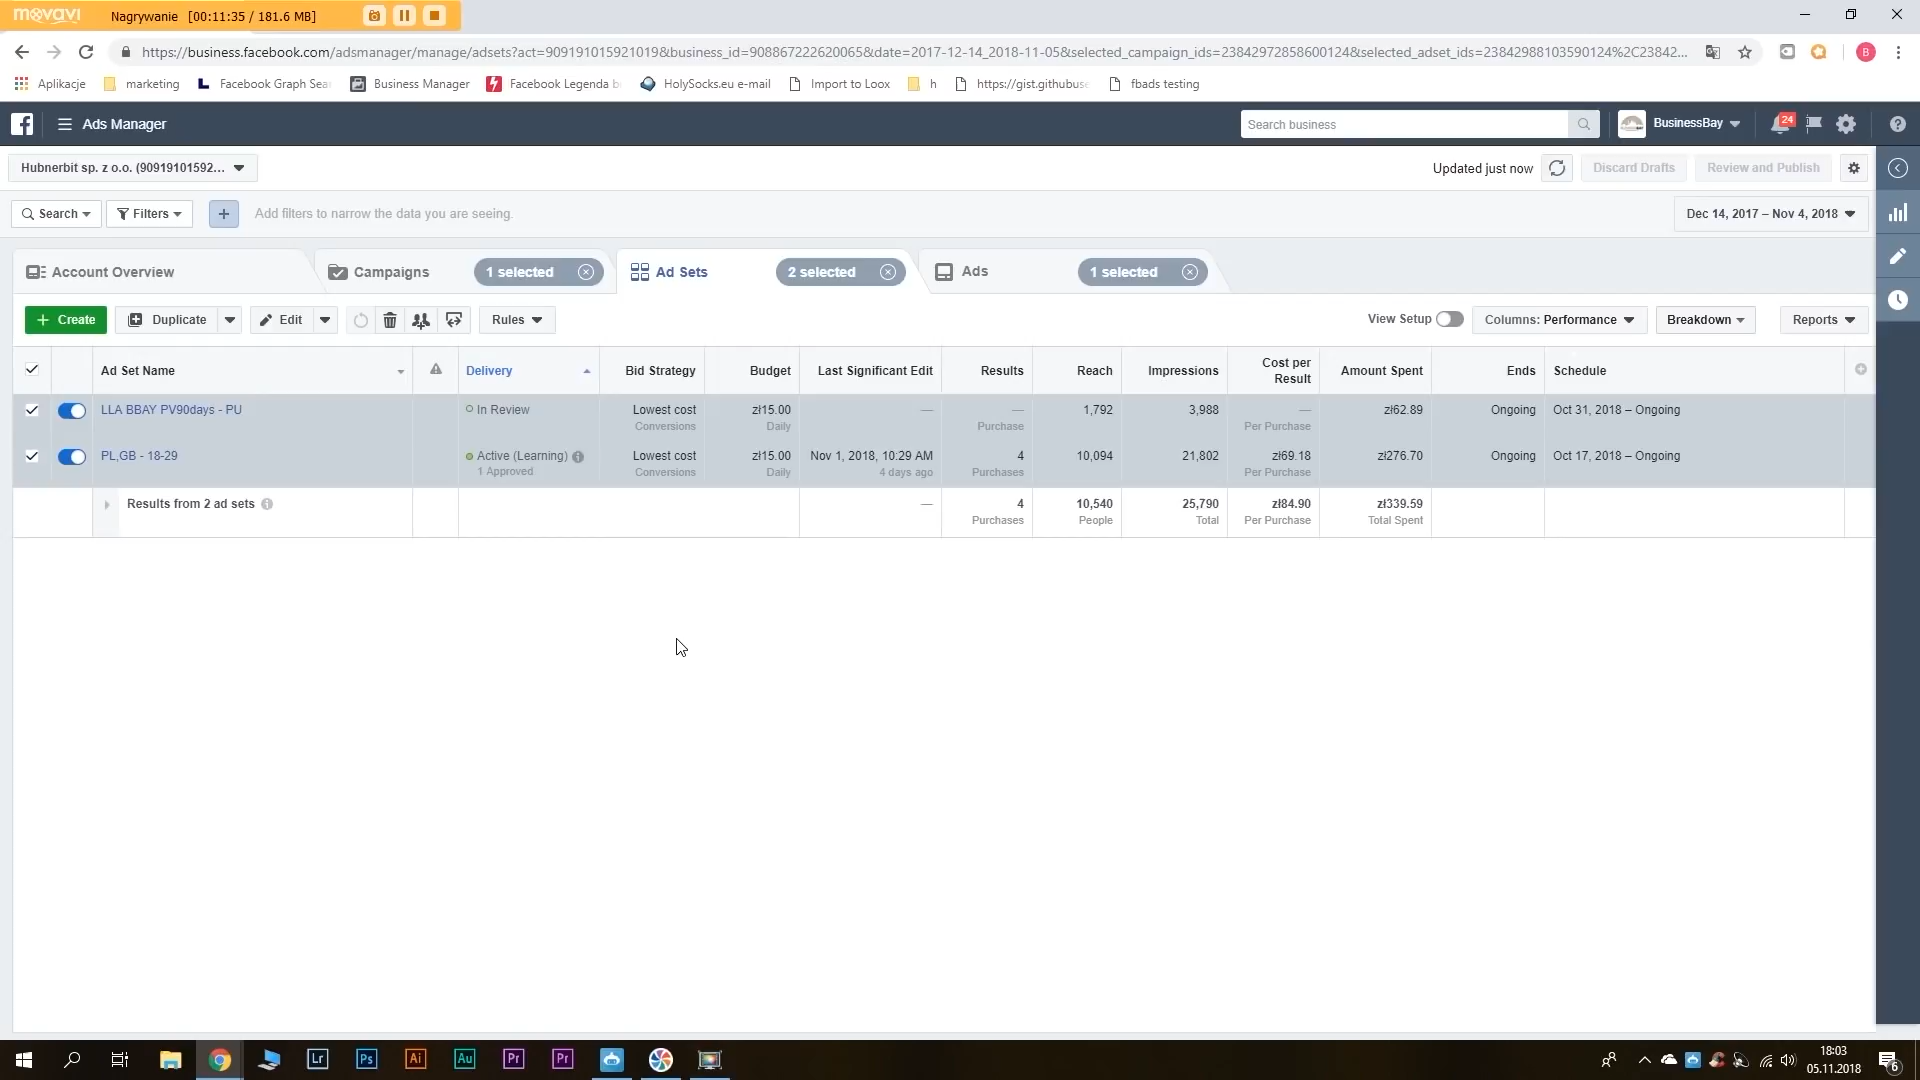 movavi Nagrywanie [00:11:35 / 181.6 MB]
https://business.facebook.com/adsmanager/manage/adsets?act=909191015921019&business_id=908867222620065&date=2017-12-14_2018-11-05&selected_campaign_ids=23842972858600124&selected_adset_ids=23842988103590124%2C23842... B
Aplikacje marketing Facebook Graph Sea Business Manager Facebook Legenda b HolySocks.eu e-mail Import to Loox h https://gist.githubuse fbads testing
Ads Manager Search business BusinessBay 24
Hubnerbit sp. z o.o. (90919101592... Updated just now Discard Drafts Review and Publish
Search Filters + Add filters to narrow the data you are seeing. Dec 14, 2017 – Nov 4, 2018
Account Overview Campaigns 1 selected Ad Sets 2 selected Ads 1 selected
+ Create Duplicate Edit Rules View Setup Columns: Performance Breakdown Reports
Ad Set Name Delivery Bid Strategy Budget Last Significant Edit Results Reach Impressions Cost per Result Amount Spent Ends Schedule
LLA BBAY PV90days - PU In Review Lowest cost zł15.00 — — 1,792 3,988 — zł62.89 Ongoing Oct 31, 2018 – Ongoing
Conversions Daily Purchase Per Purchase
PL,GB - 18-29 Active (Learning) Lowest cost zł15.00 Nov 1, 2018, 10:29 AM 4 10,094 21,802 zł69.18 zł276.70 Ongoing Oct 17, 2018 – Ongoing
1 Approved Conversions Daily 4 days ago Purchases Per Purchase
Results from 2 ad sets — 4 10,540 25,790 zł84.90 zł339.59
Purchases People Total Per Purchase Total Spent
Lr Ps Ai Au Pr Pr
18:03
05.11.2018
6